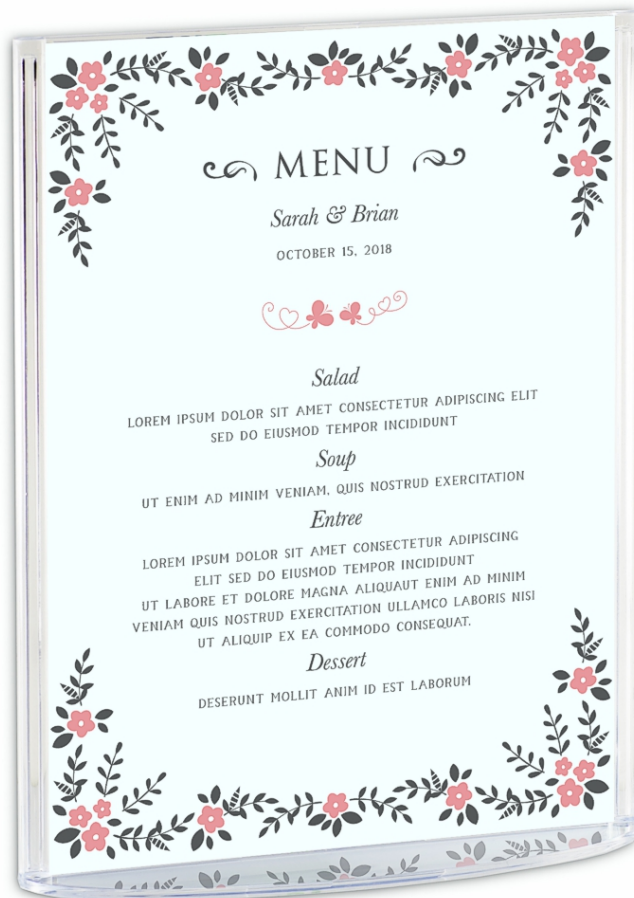 MENU
Sarah & Brian
OCTOBER 15, 2018
Salad
LOREM IPSUM DOLOR SIT AMET CONSECTETUR ADIPISCING ELIT
SED DO EIUSMOD TEMPOR INCIDIDUNT
Soup
UT ENIM AD MINIM VENIAM, QUIS NOSTRUD EXERCITATION
Entree
LOREM IPSUM DOLOR SIT AMET CONSECTETUR ADIPISCING
ELIT SED DO EIUSMOD TEMPOR INCIDIDUNT
UT LABORE ET DOLORE MAGNA ALIQUAUT ENIM AD MINIM
VENIAM QUIS NOSTRUD EXERCITATION ULLAMCO LABORIS NISI
UT ALIQUIP EX EA COMMODO CONSEQUAT.
Dessert
DESERUNT MOLLIT ANIM ID EST LABORUM